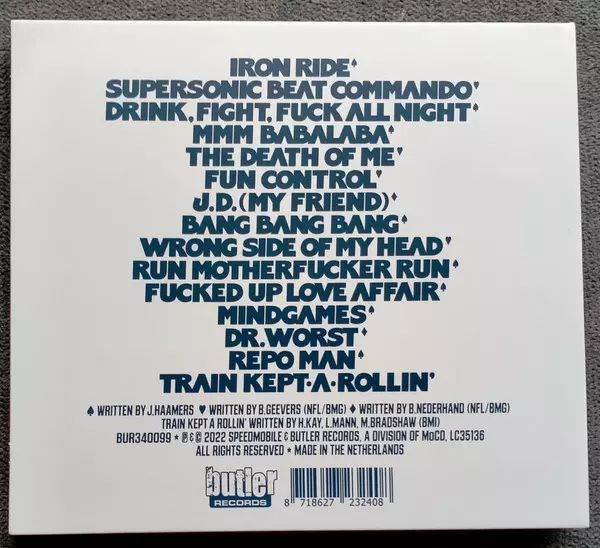 IRON RIDE
SUPERSONIC BEAT COMMANDO
DRINK, FIGHT, FUCK ALL NIGHT
MMM BABALABA
THE DEATH OF ME
FUN CONTROL
J.D. (MY FRIEND)
BANG BANG BANG
WRONG SIDE OF MY HEAD
RUN MOTHERFUCKER RUN
FUCKED UP LOVE AFFAIR
MINDGAMES
DR. WORST
REPO MAN
TRAIN KEPT·A·ROLLIN'
♠ WRITTEN BY J.HAAMERS ♥ WRITTEN BY B.GEEVERS (NFL/BMG) ♦ WRITTEN BY B.NEDERHAND (NFL/BMG)
TRAIN KEPT A ROLLIN' WRITTEN BY H.KAY, L.MANN, M.BRADSHAW (BMI)
BUR340099 * ℗ & © 2022 SPEEDMOBILE & BUTLER RECORDS, A DIVISION OF MoCD, LC35136
ALL RIGHTS RESERVED * MADE IN THE NETHERLANDS
butler
RECORDS
8 718627 232408